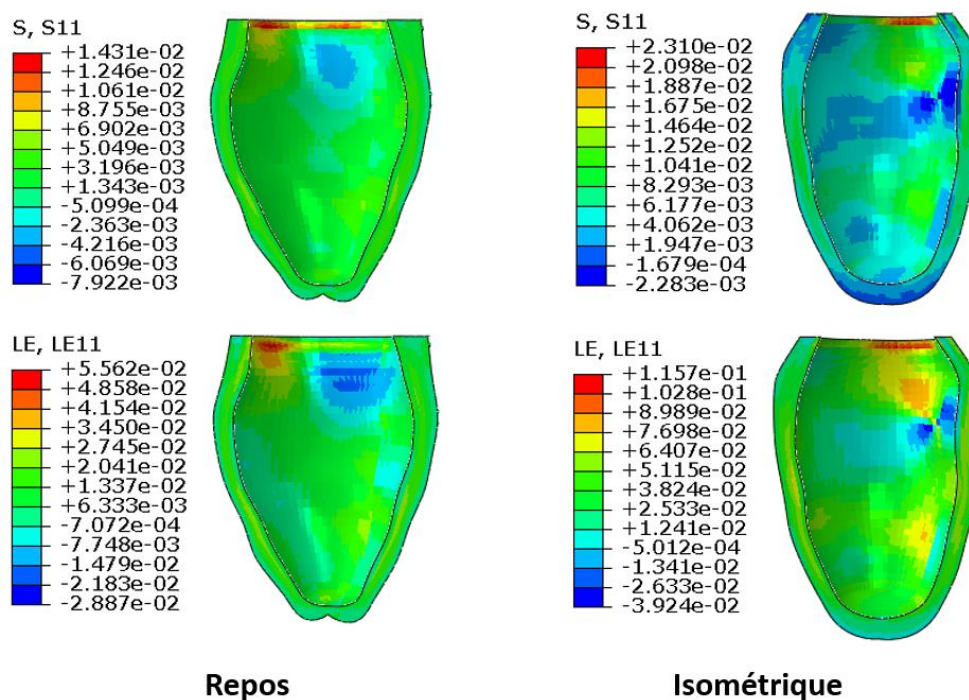 S, S11
+1.431e-02
+1.246e-02
+1.061e-02
+8.755e-03
+6.902e-03
+5.049e-03
+3.196e-03
+1.343e-03
-5.099e-04
-2.363e-03
-4.216e-03
-6.069e-03
-7.922e-03
S, S11
+2.310e-02
+2.098e-02
+1.887e-02
+1.675e-02
+1.464e-02
+1.252e-02
+1.041e-02
+8.293e-03
+6.177e-03
+4.062e-03
+1.947e-03
-1.679e-04
-2.283e-03
LE, LE11
+5.562e-02
+4.858e-02
+4.154e-02
+3.450e-02
+2.745e-02
+2.041e-02
+1.337e-02
+6.333e-03
-7.072e-04
-7.748e-03
-1.479e-02
-2.183e-02
-2.887e-02
LE, LE11
+1.157e-01
+1.028e-01
+8.989e-02
+7.698e-02
+6.407e-02
+5.115e-02
+3.824e-02
+2.533e-02
+1.241e-02
-5.012e-04
-1.341e-02
-2.633e-02
-3.924e-02
Repos
Isométrique